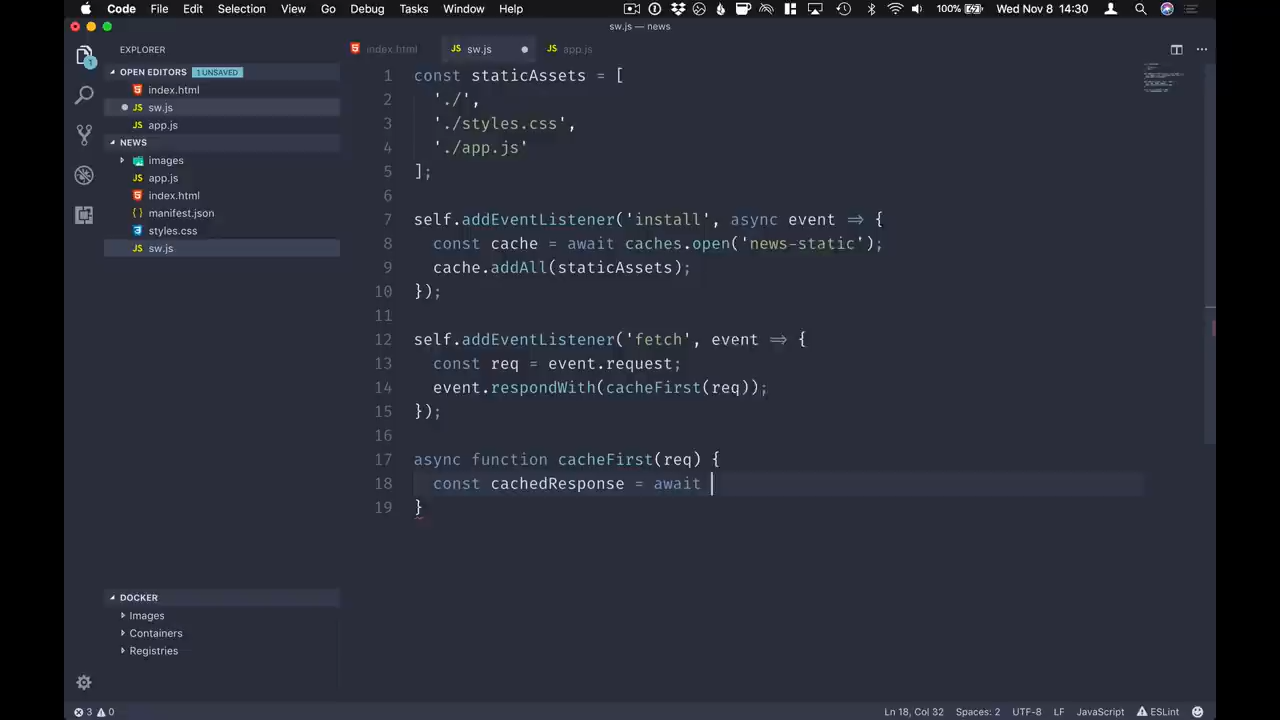 Code File Edit Selection View Go Debug Tasks Window Help 100% Wed Nov 8 14:30
sw.js — news
EXPLORER
OPEN EDITORS 1 UNSAVED
index.html
JS sw.js
JS app.js
NEWS
images
JS app.js
index.html
{ } manifest.json
styles.css
JS sw.js
DOCKER
Images
Containers
Registries
index.html JS sw.js JS app.js
1 const staticAssets = [
2 './',
3 './styles.css',
4 './app.js'
5 ];
6
7 self.addEventListener('install', async event => {
8 const cache = await caches.open('news-static');
9 cache.addAll(staticAssets);
10 });
11
12 self.addEventListener('fetch', event => {
13 const req = event.request;
14 event.respondWith(cacheFirst(req));
15 });
16
17 async function cacheFirst(req) {
18 const cachedResponse = await
19 }
3 0 Ln 18, Col 32 Spaces: 2 UTF-8 LF JavaScript ESLint